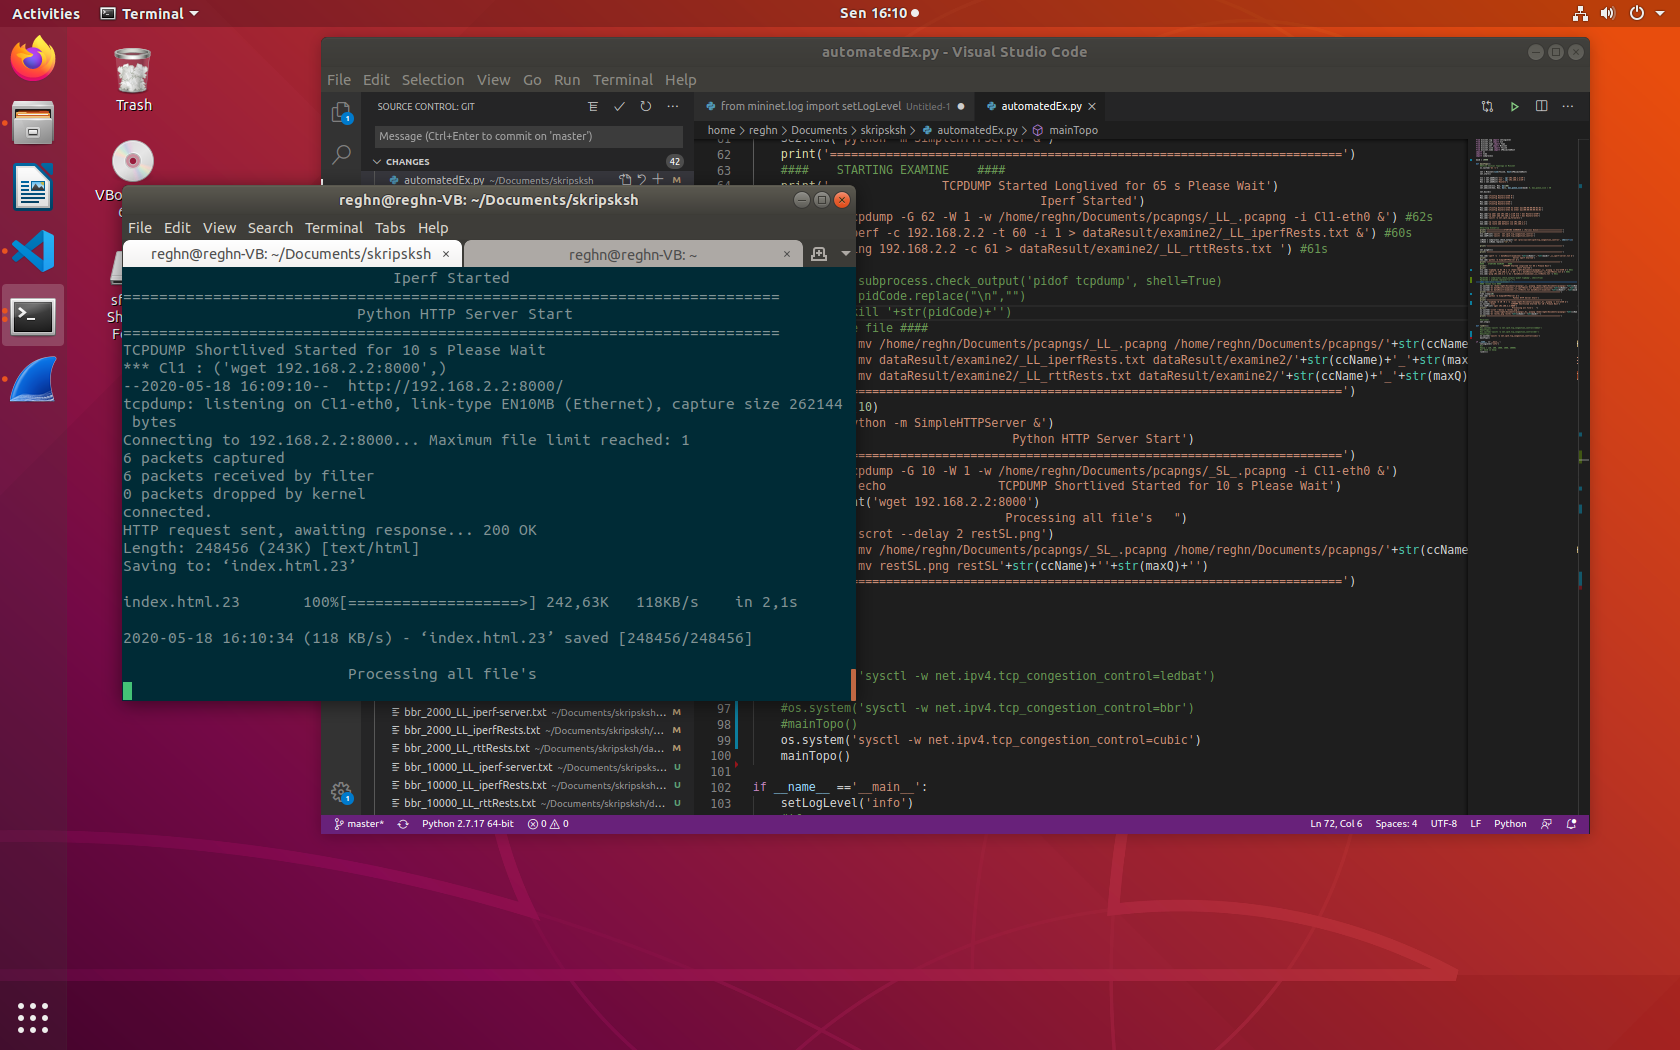 Activities
Terminal
Sen 16:10
Trash
VBo
6
sf
Sh
Fo
automatedEx.py - Visual Studio Code
File Edit Selection View Go Run Terminal Help
SOURCE CONTROL: GIT
Message (Ctrl+Enter to commit on 'master')
CHANGES 42
automatedEx.py ~/Documents/skripsksh M
from mininet.log import setLogLevel Untitled-1
automatedEx.py
home > reghn > Documents > skripsksh > automatedEx.py > mainTopo
62 print('=========================================================================')
63 #### STARTING EXAMINE ####
TCPDUMP Started Longlived for 65 s Please Wait')
Iperf Started')
cpdump -G 62 -W 1 -w /home/reghn/Documents/pcapngs/_LL_.pcapng -i Cl1-eth0 &') #62s
perf -c 192.168.2.2 -t 60 -i 1 > dataResult/examine2/_LL_iperfRests.txt &') #60s
ing 192.168.2.2 -c 61 > dataResult/examine2/_LL_rttRests.txt ') #61s
subprocess.check_output('pidof tcpdump', shell=True)
pidCode.replace("\n","")
kill '+str(pidCode)+'')
e file ####
mv /home/reghn/Documents/pcapngs/_LL_.pcapng /home/reghn/Documents/pcapngs/'+str(ccName
mv dataResult/examine2/_LL_iperfRests.txt dataResult/examine2/'+str(ccName)+'_'+str(max
mv dataResult/examine2/_LL_rttRests.txt dataResult/examine2/'+str(ccName)+'_'+str(maxQ)
=========================================================================')
10)
ython -m SimpleHTTPServer &')
Python HTTP Server Start')
=========================================================================')
cpdump -G 10 -W 1 -w /home/reghn/Documents/pcapngs/_SL_.pcapng -i Cl1-eth0 &')
echo TCPDUMP Shortlived Started for 10 s Please Wait')
nt('wget 192.168.2.2:8000')
Processing all file's ")
scrot --delay 2 restSL.png')
mv /home/reghn/Documents/pcapngs/_SL_.pcapng /home/reghn/Documents/pcapngs/'+str(ccName
mv restSL.png restSL'+str(ccName)+''+str(maxQ)+'')
=========================================================================')
'sysctl -w net.ipv4.tcp_congestion_control=ledbat')
97 #os.system('sysctl -w net.ipv4.tcp_congestion_control=bbr')
98 #mainTopo()
99 os.system('sysctl -w net.ipv4.tcp_congestion_control=cubic')
100 mainTopo()
101
102 if __name__ =='__main__':
103 setLogLevel('info')
reghn@reghn-VB: ~/Documents/skripsksh
File Edit View Search Terminal Tabs Help
reghn@reghn-VB: ~/Documents/skripsksh
reghn@reghn-VB: ~
Iperf Started
=========================================================================
Python HTTP Server Start
=========================================================================
TCPDUMP Shortlived Started for 10 s Please Wait
*** Cl1 : ('wget 192.168.2.2:8000',)
--2020-05-18 16:09:10-- http://192.168.2.2:8000/
tcpdump: listening on Cl1-eth0, link-type EN10MB (Ethernet), capture size 262144
bytes
Connecting to 192.168.2.2:8000... Maximum file limit reached: 1
6 packets captured
6 packets received by filter
0 packets dropped by kernel
connected.
HTTP request sent, awaiting response... 200 OK
Length: 248456 (243K) [text/html]
Saving to: ‘index.html.23’
index.html.23 100%[===================>] 242,63K 118KB/s in 2,1s
2020-05-18 16:10:34 (118 KB/s) - ‘index.html.23’ saved [248456/248456]
Processing all file's
bbr_2000_LL_iperf-server.txt ~/Documents/skripsksh... M
bbr_2000_LL_iperfRests.txt ~/Documents/skripsksh/... M
bbr_2000_LL_rttRests.txt ~/Documents/skripsksh/da... M
bbr_10000_LL_iperf-server.txt ~/Documents/skripsks... U
bbr_10000_LL_iperfRests.txt ~/Documents/skripsksh... U
bbr_10000_LL_rttRests.txt ~/Documents/skripsksh/d... U
master* Python 2.7.17 64-bit 0 0
Ln 72, Col 6 Spaces: 4 UTF-8 LF Python